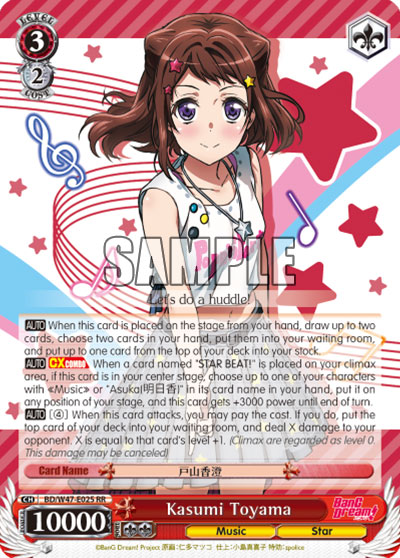 LEVEL
3
2
COST
SAMPLE
Let's do a huddle!
AUTO When this card is placed on the stage from your hand, draw up to two
cards, choose two cards in your hand, put them into your waiting room,
and put up to one card from the top of your deck into your stock.
AUTO CXCOMBO When a card named "STAR BEAT!" is placed on your climax
area, if this card is in your center stage, choose up to one of your characters
with «Music» or "Asuka[明日香]" in its card name in your hand, put it on
any position of your stage, and this card gets +3000 power until end of turn.
AUTO [④] When this card attacks, you may pay the cost. If you do, put the
top card of your deck into your waiting room, and deal X damage to your
opponent. X is equal to that card's level +1. (Climax are regarded as level 0.
This damage may be canceled)
Card Name 戸山香澄
CH BD/W47-E025 RR
Kasumi Toyama
BanG Dream!
POWER 10000
Music Star
©BanG Dream! Project 原画：仁多マツコ 仕上：小島真喜子 特効：spolice